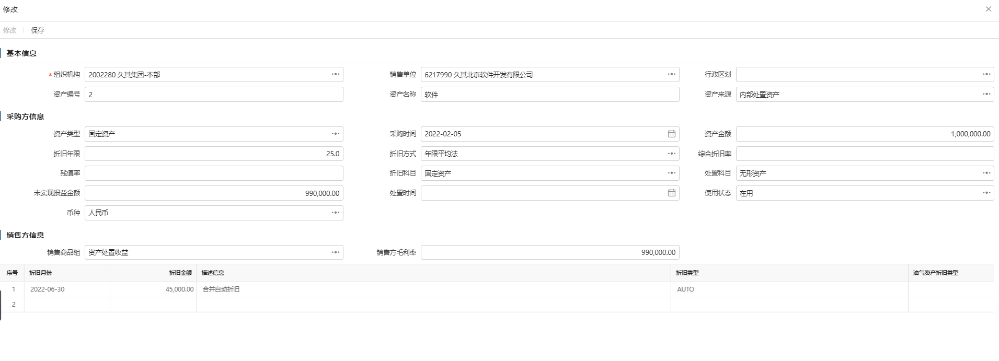 修改
修改 保存
基本信息
*组织机构 2002280 久其集团-本部 销售单位 6217990 久其北京软件开发有限公司 行政区划
资产编号 2 资产名称 软件 资产来源 内部处置资产
采购方信息
资产类型 固定资产 采购时间 2022-02-05 资产金额 1,000,000.00
折旧年限 25.0 折旧方式 年限平均法 综合折旧率
残值率 折旧科目 固定资产 处置科目 无形资产
未实现损益金额 990,000.00 处置时间 使用状态 在用
币种 人民币
销售方信息
销售商品组 资产处置收益 销售方毛利率 990,000.00
序号 折旧月份 折旧金额 描述信息 折旧类型 油气资产折旧类型
1 2022-06-30 45,000.00 合并自动折旧 AUTO
2